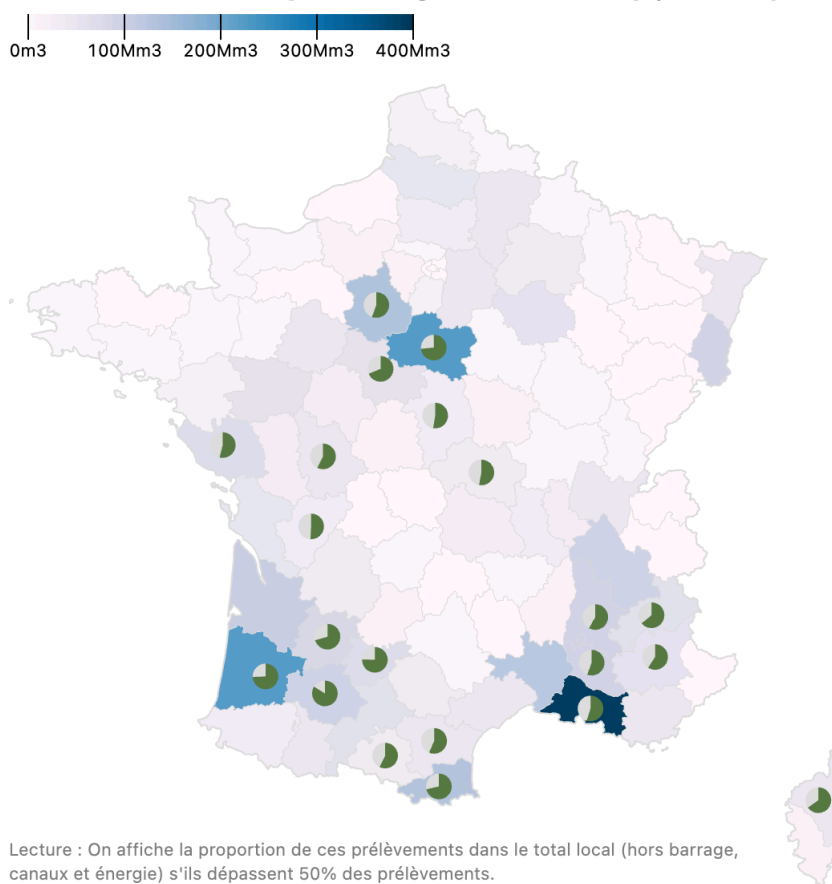 0m3 100Mm3 200Mm3 300Mm3 400Mm3
Lecture : On affiche la proportion de ces prélèvements dans le total local (hors barrage,
canaux et énergie) s'ils dépassent 50% des prélèvements.